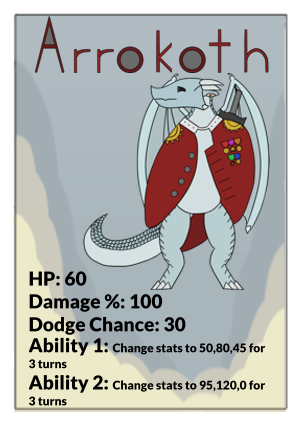 Arrokoth
HP: 60
Damage %: 100
Dodge Chance: 30
Ability 1: Change stats to 50,80,45 for
3 turns
Ability 2: Change stats to 95,120,0 for
3 turns